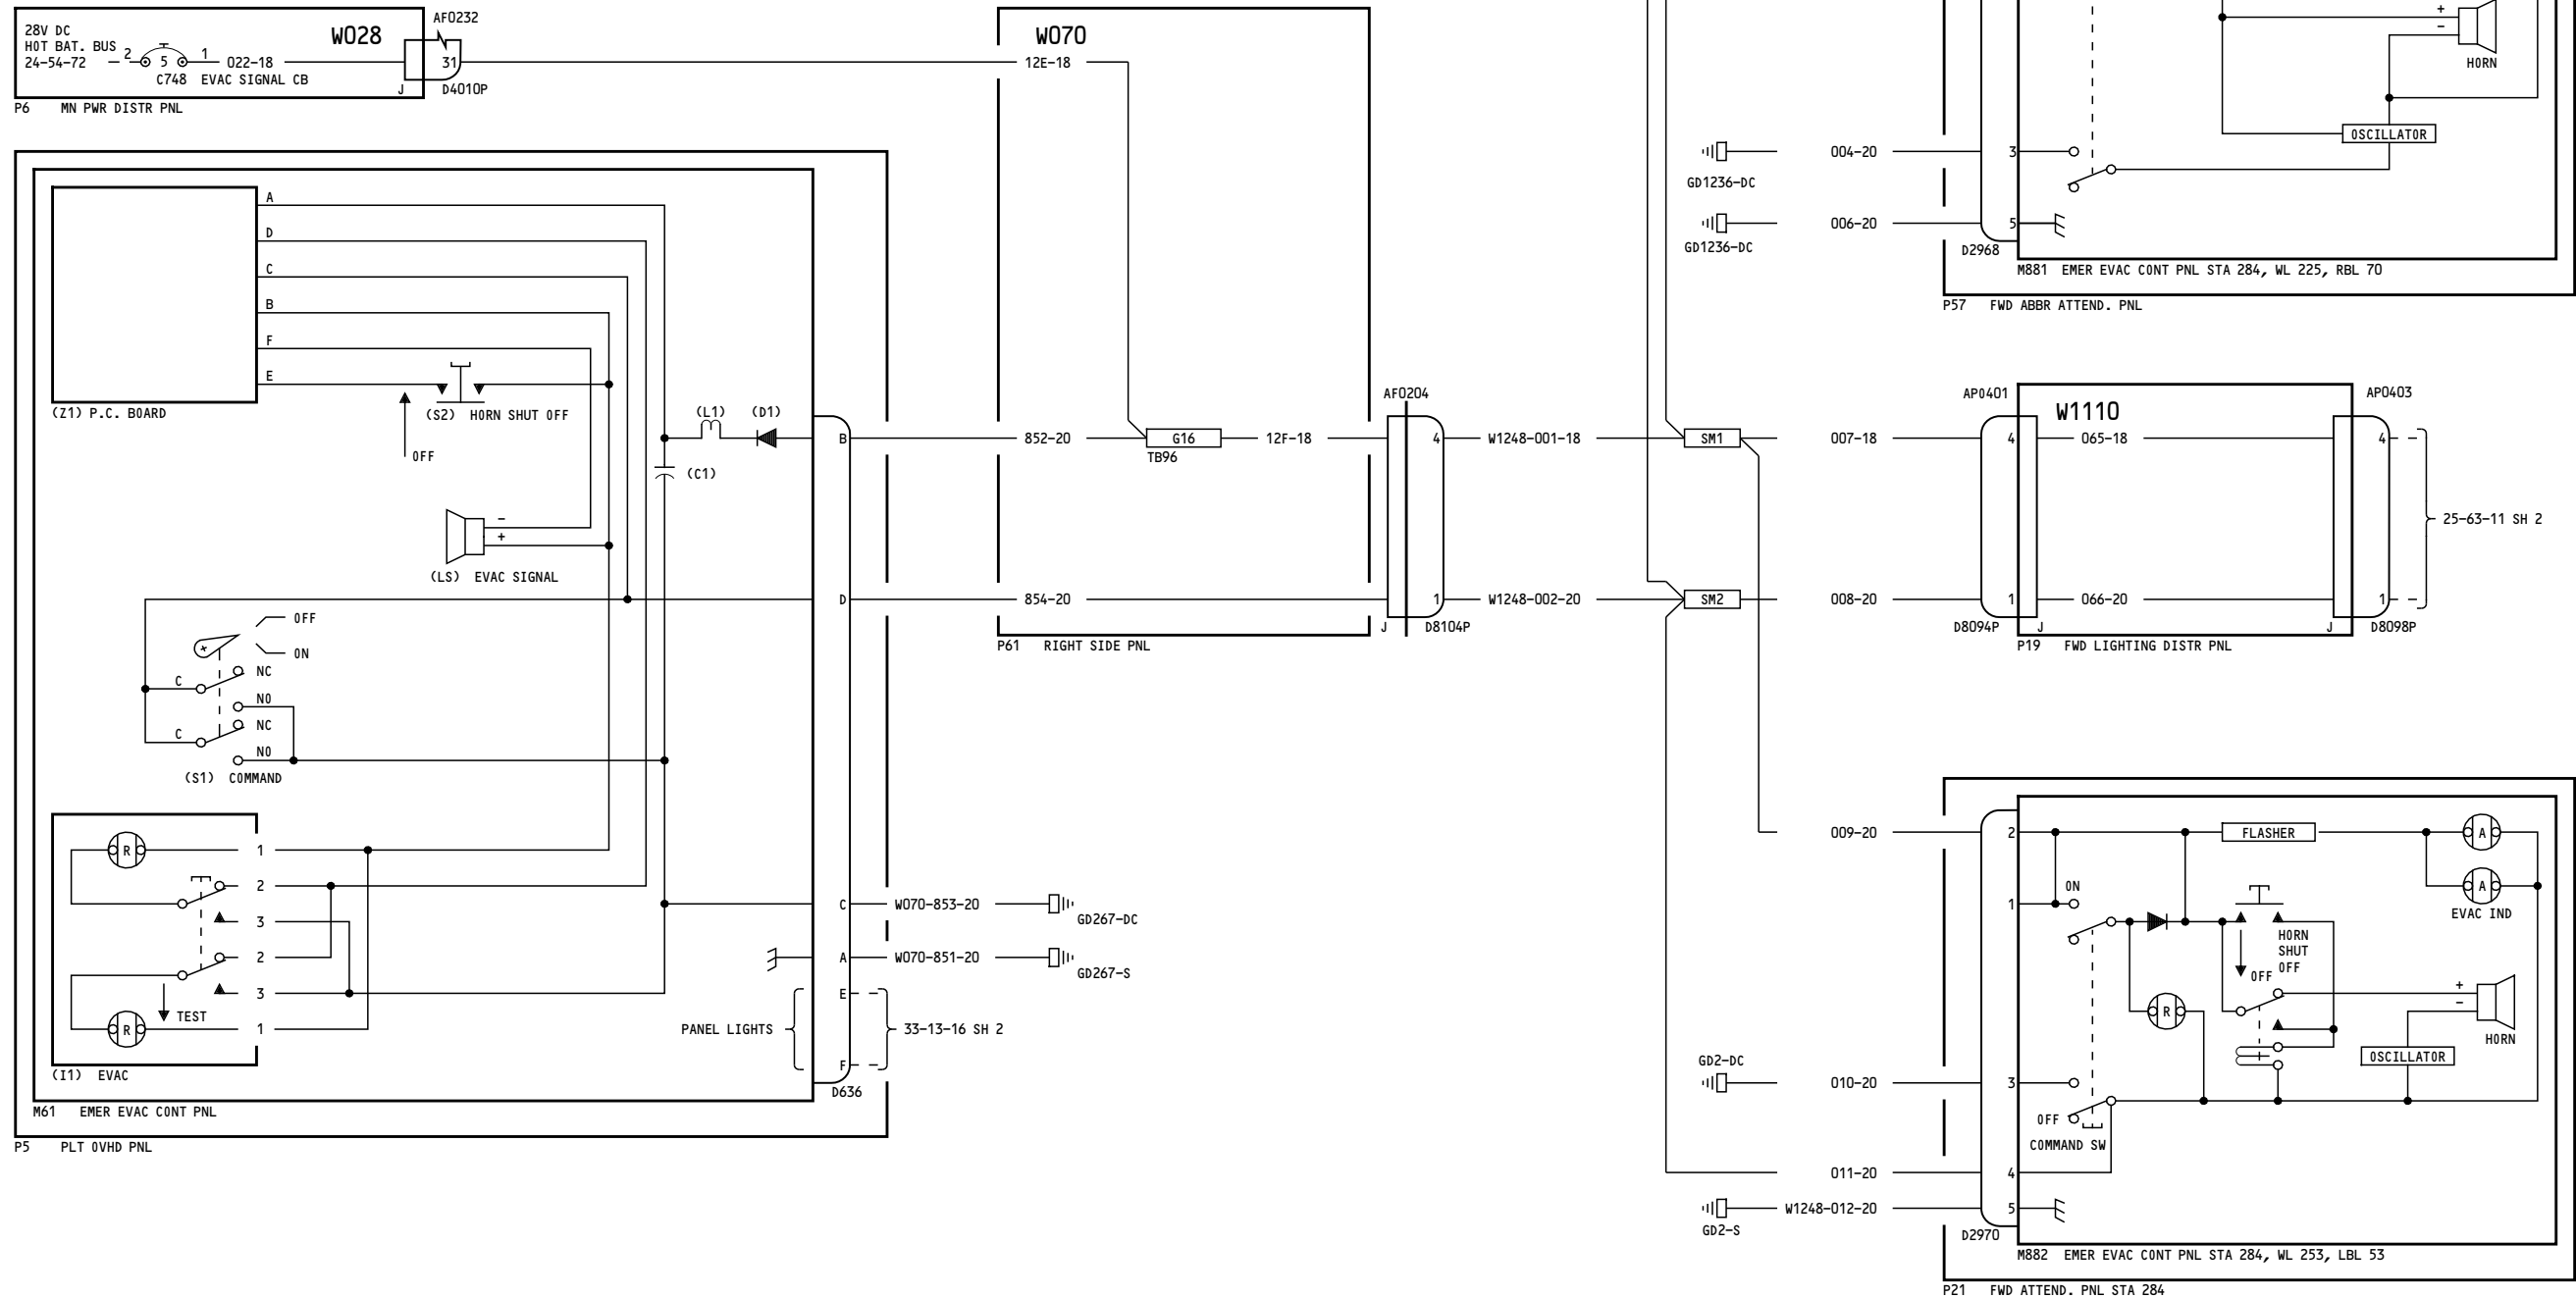 28V DC
HOT BAT. BUS
24-54-72
2
5
1
022-18
C748 EVAC SIGNAL CB
W028
AF0232
31
J
D4010P
P6 MN PWR DISTR PNL
W070
12E-18
+
-
HORN
OSCILLATOR
GD1236-DC
004-20
3
GD1236-DC
006-20
5
D2968
M881 EMER EVAC CONT PNL STA 284, WL 225, RBL 70
P57 FWD ABBR ATTEND. PNL
A
D
C
B
F
E
(Z1) P.C. BOARD
(S2) HORN SHUT OFF
OFF
(L1)
(D1)
(C1)
-
+
(LS) EVAC SIGNAL
B
852-20
G16
TB96
12F-18
AF0204
4
W1248-001-18
SM1
007-18
AP0401
4
W1110
065-18
AP0403
4
25-63-11 SH 2
D
854-20
1
W1248-002-20
SM2
008-20
1
066-20
1
J
D8104P
D8094P
J
J
D8098P
P61 RIGHT SIDE PNL
P19 FWD LIGHTING DISTR PNL
OFF
ON
C
NC
NO
C
NC
NO
(S1) COMMAND
R
1
2
3
2
3
TEST
R
1
(I1) EVAC
C
W070-853-20
GD267-DC
A
W070-851-20
GD267-S
E
PANEL LIGHTS
33-13-16 SH 2
F
D636
M61 EMER EVAC CONT PNL
P5 PLT OVHD PNL
009-20
2
FLASHER
A
ON
1
A
EVAC IND
HORN
SHUT
OFF
OFF
R
+
-
HORN
OSCILLATOR
GD2-DC
010-20
3
OFF
COMMAND SW
011-20
4
W1248-012-20
5
GD2-S
D2970
M882 EMER EVAC CONT PNL STA 284, WL 253, LBL 53
P21 FWD ATTEND. PNL STA 284